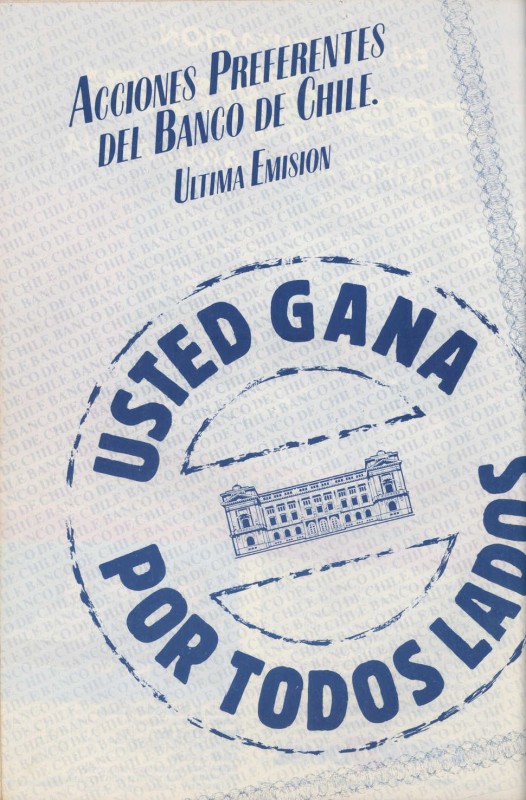 ACCIONES PREFERENTES
DEL BANCO DE CHILE.
ULTIMA EMISION
USTED GANA
POR TODOS LADOS